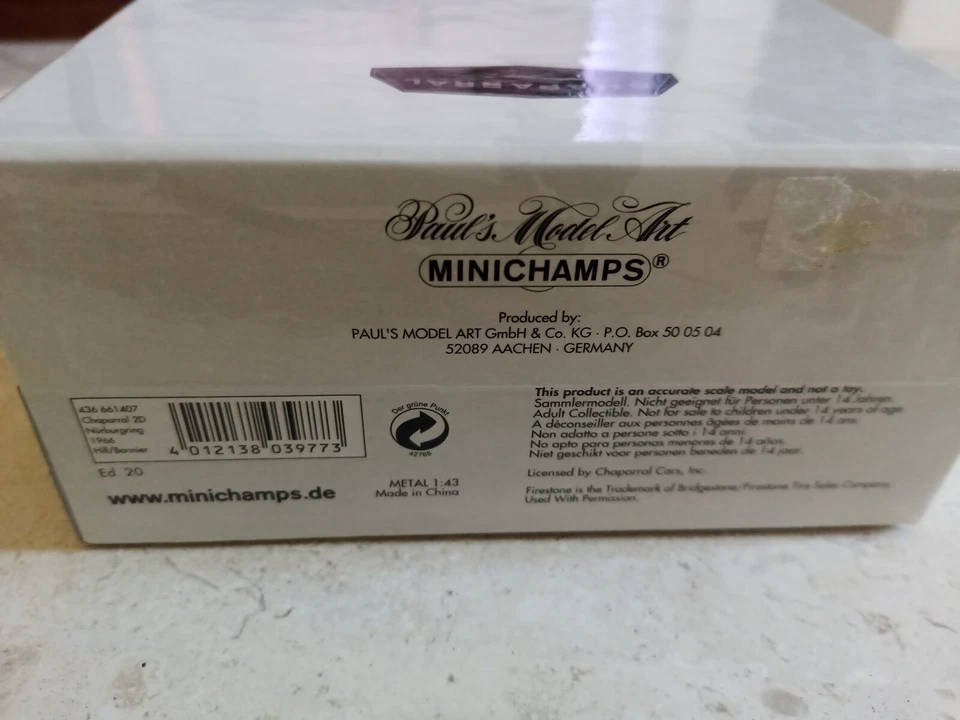 Paul's Model Art
MINICHAMPS®
Produced by:
PAUL'S MODEL ART GmbH & Co. KG · P.O. Box 50 05 04
52089 AACHEN · GERMANY
436 661407
Chaparral 2D
Nürburgring
1966
Hill/Bonnier
4 012138 039773
Ed. 20
www.minichamps.de
Der grüne Punkt
42765
METAL 1:43
Made in China
This product is an accurate scale model and not a toy.
Sammlermodell. Nicht geeignet für Personen unter 14 Jahren.
Adult Collectible. Not for sale to children under 14 years of age.
A déconseiller aux personnes âgées de moins de 14 ans.
Non adatto a persone sotto i 14 anni.
No apto para personas menores de 14 años.
Niet geschikt voor personen beneden de 14 jaar.
Licensed by Chaparral Cars, Inc.
Firestone is the Trademark of Bridgestone/Firestone Tire Sales Company.
Used With Permission.